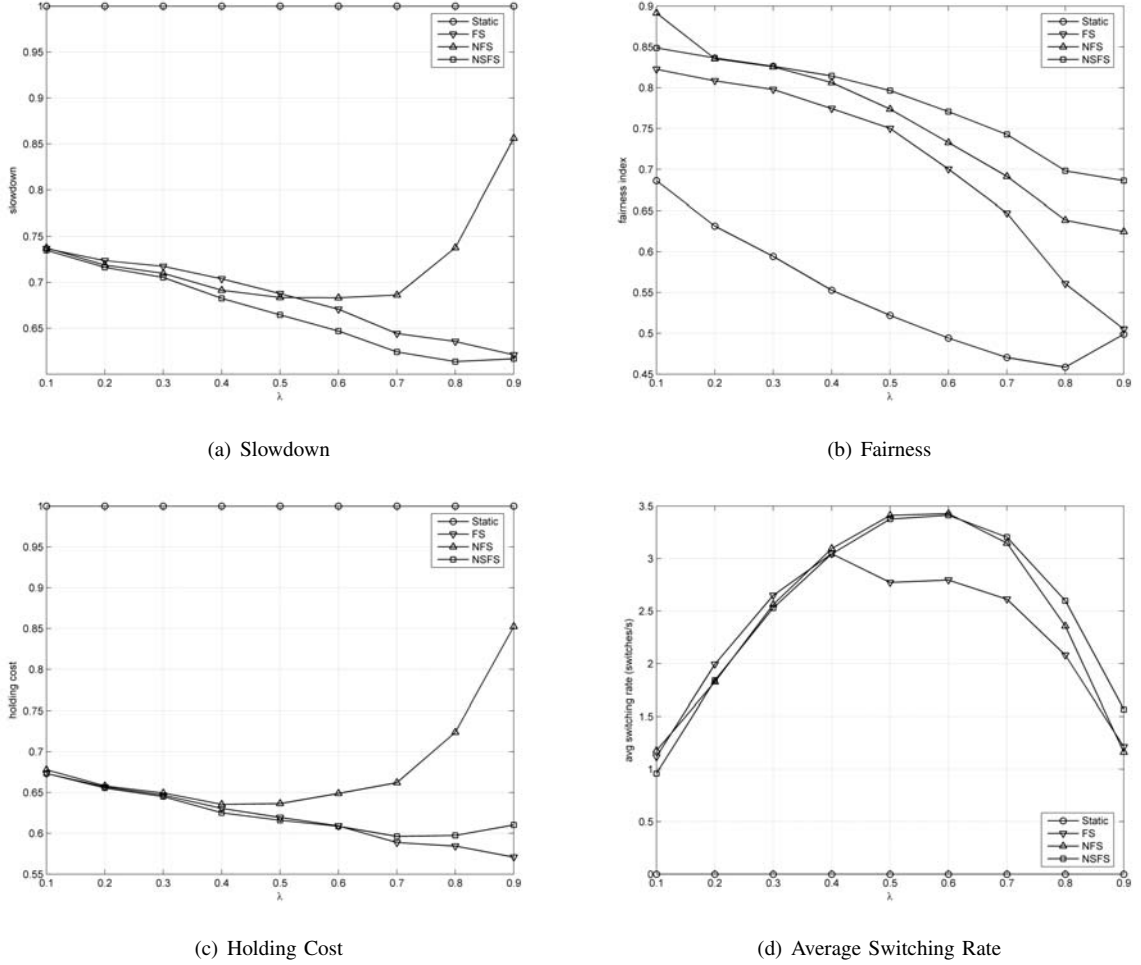 1
0.95
0.9
0.85
0.8
0.75
0.7
0.65
slowdown
0.1 0.2 0.3 0.4 0.5 0.6 0.7 0.8 0.9
λ
Static
FS
NFS
NSFS
(a) Slowdown
0.9
0.85
0.8
0.75
0.7
0.65
0.6
0.55
0.5
0.45
fairness index
0.1 0.2 0.3 0.4 0.5 0.6 0.7 0.8 0.9
λ
Static
FS
NFS
NSFS
(b) Fairness
1
0.95
0.9
0.85
0.8
0.75
0.7
0.65
0.6
0.55
holding cost
0.1 0.2 0.3 0.4 0.5 0.6 0.7 0.8 0.9
λ
Static
FS
NFS
NSFS
(c) Holding Cost
3.5
3
2.5
2
1.5
1
0.5
0
avg switching rate (switches/s)
0.1 0.2 0.3 0.4 0.5 0.6 0.7 0.8 0.9
λ
Static
FS
NFS
NSFS
(d) Average Switching Rate